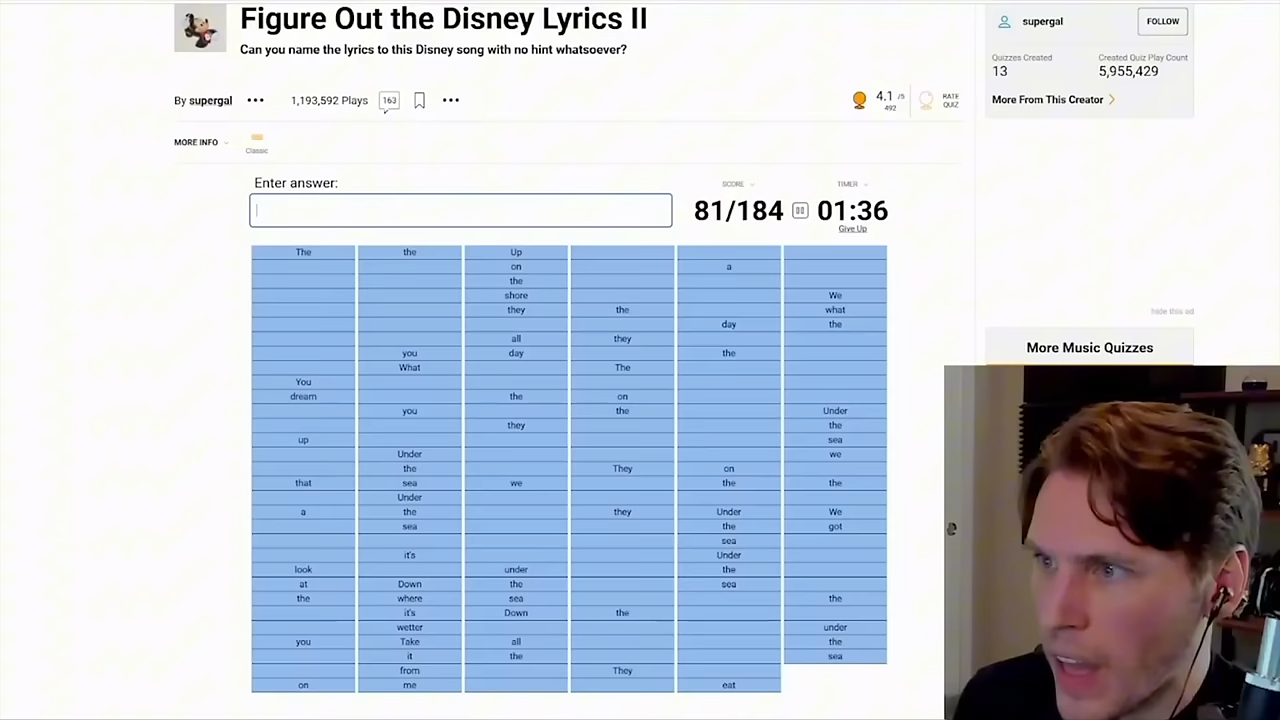 Figure Out the Disney Lyrics II
Can you name the lyrics to this Disney song with no hint whatsoever?
By supergal ••• 1,193,592 Plays 163 •••
4.1 /5
492
RATE
QUIZ
MORE INFO
Classic
supergal
FOLLOW
Quizzes Created
13
Created Quiz Play Count
5,955,429
More From This Creator
Enter answer:
SCORE
81/184
TIMER
01:36
Give Up
The the Up
on a
the
shore We
they the what
day the
all they
you day the
What The
You
dream the on
you the Under
they the
up sea
Under we
the They on
that sea we the the
Under
a the they Under We
sea the got
sea
it's Under
look under the
at Down the sea
the where sea the
it's Down the
wetter under
you Take all the
it the sea
from They
on me eat
hide this ad
More Music Quizzes